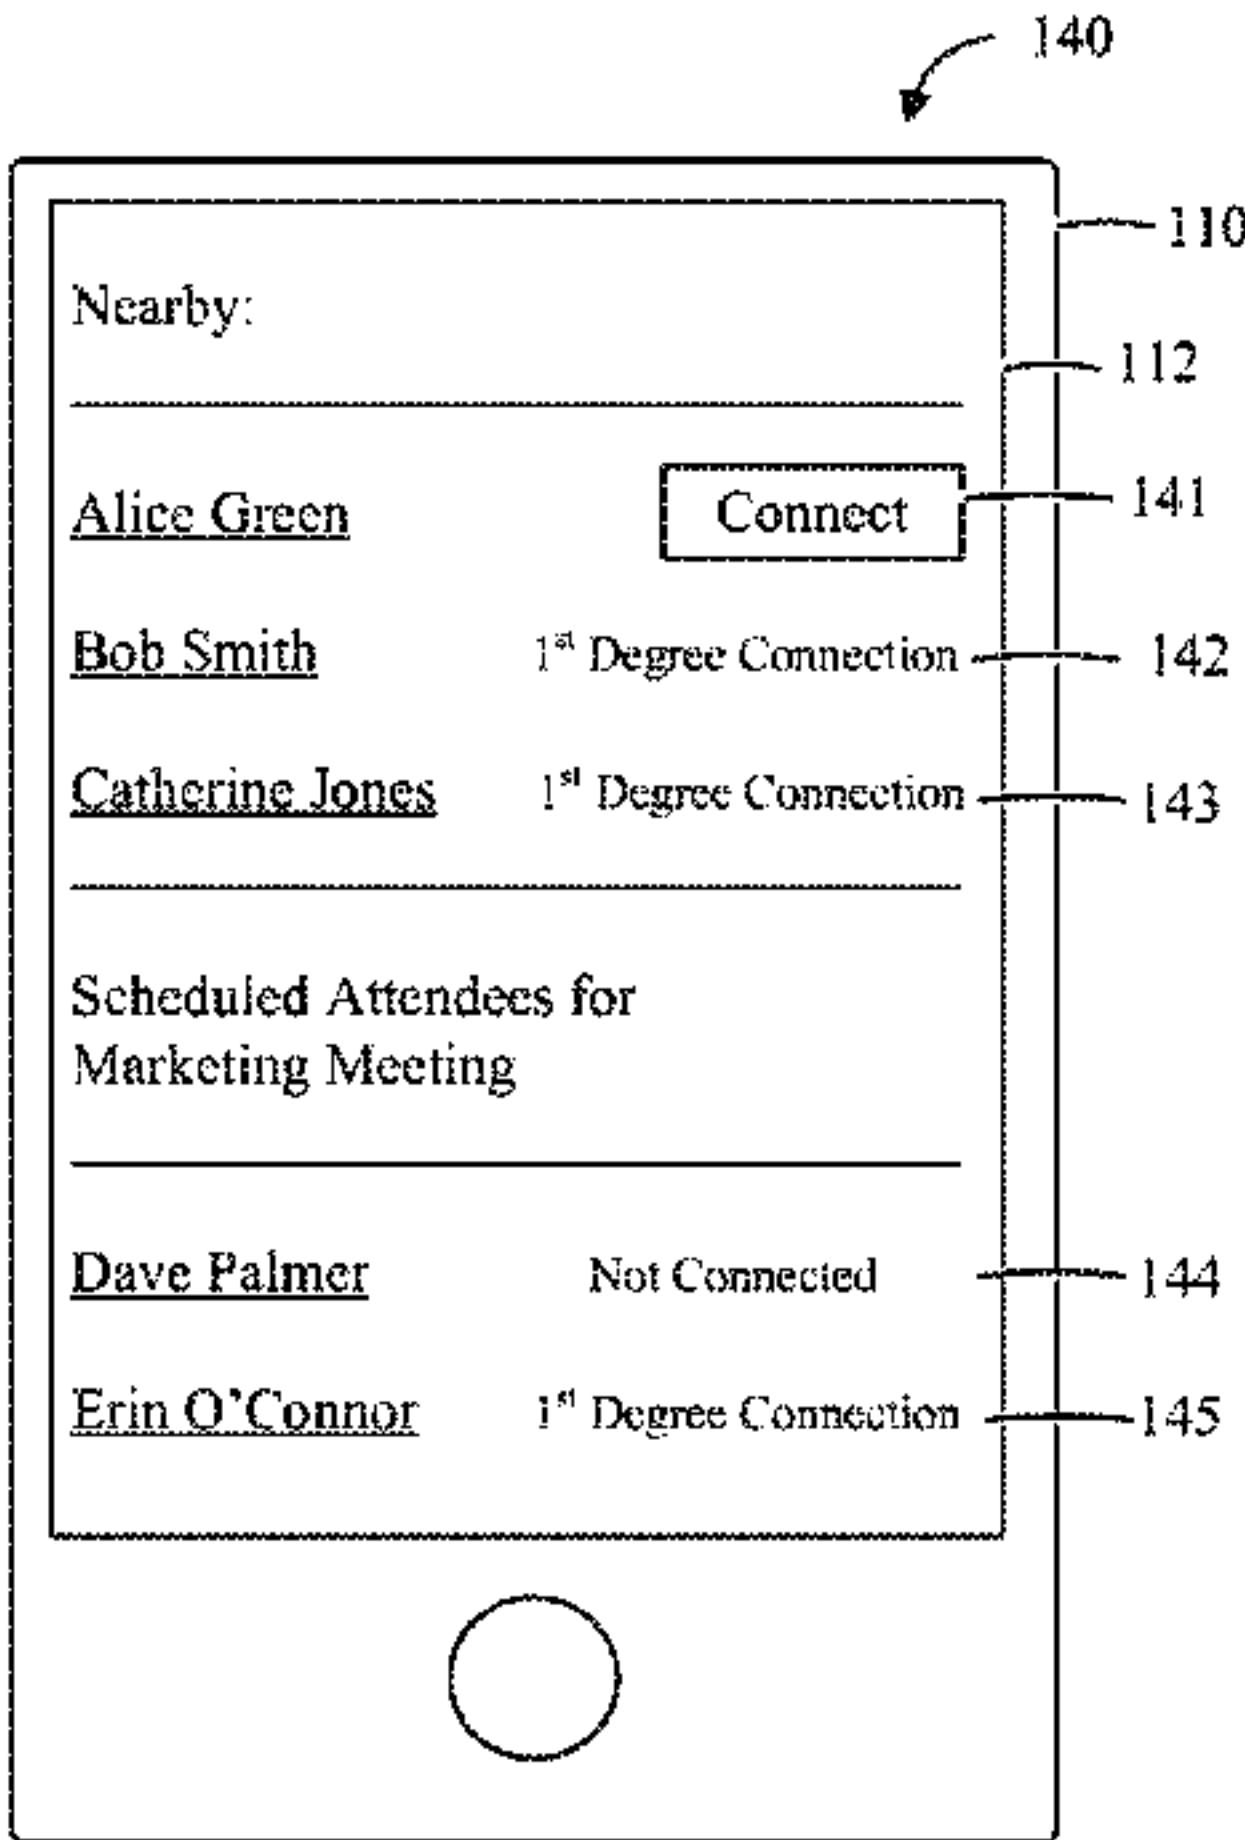 140
110
Nearby:
112
Alice Green Connect 141
Bob Smith 1st Degree Connection 142
Catherine Jones 1st Degree Connection 143
Scheduled Attendees for
Marketing Meeting
Dave Palmer Not Connected 144
Erin O'Connor 1st Degree Connection 145